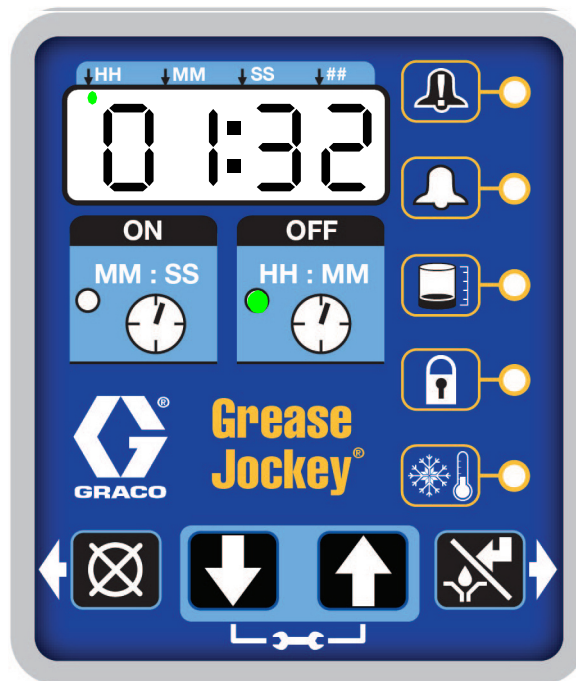 HH MM SS ##
01:32
ON OFF
MM : SS HH : MM
Grease
Jockey®
®
GRACO